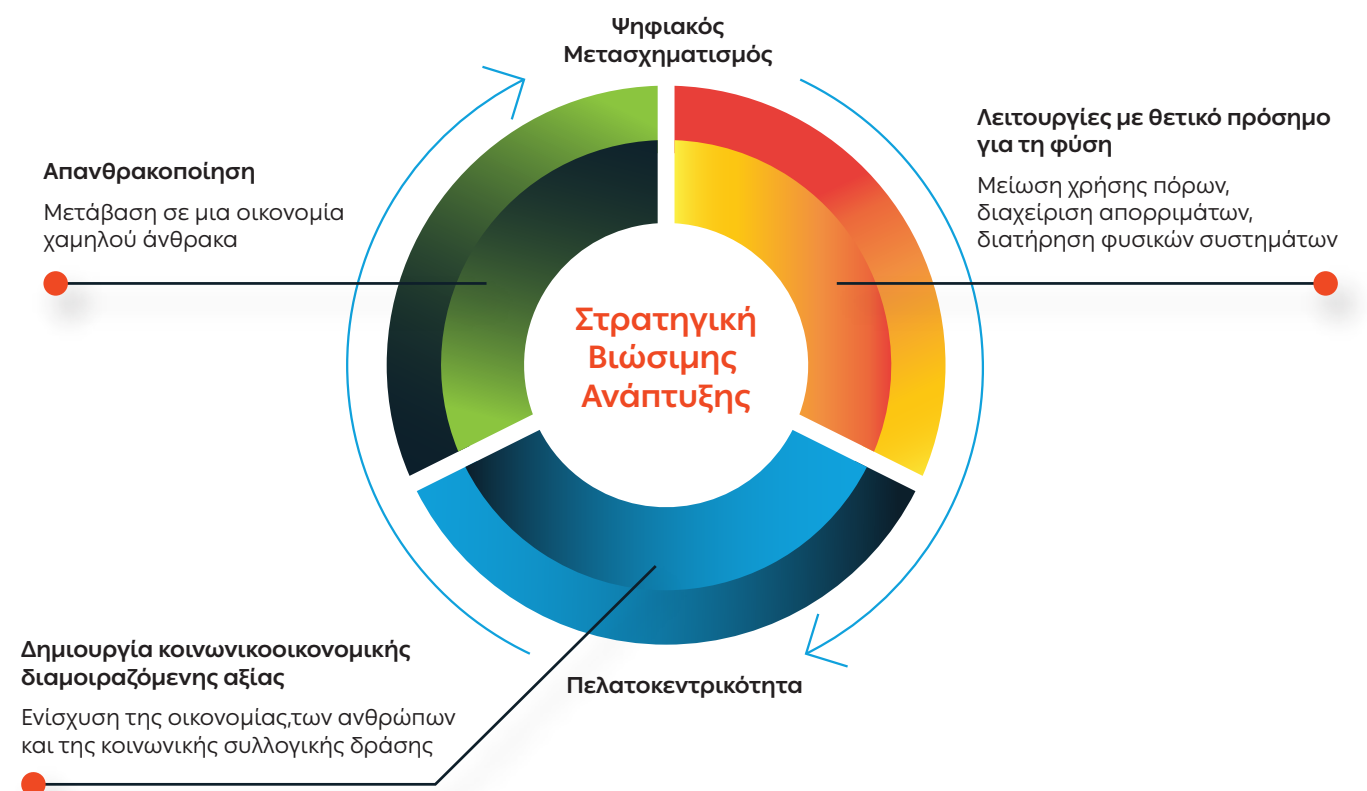 Ψηφιακός
Μετασχηματισμός
Λειτουργίες με θετικό πρόσημο
για τη φύση
Μείωση χρήσης πόρων,
διαχείριση απορριμάτων,
διατήρηση φυσικών συστημάτων
Απανθρακοποίηση
Μετάβαση σε μια οικονομία
χαμηλού άνθρακα
Στρατηγική
Βιώσιμης
Ανάπτυξης
Δημιουργία κοινωνικοοικονομικής
διαμοιραζόμενης αξίας
Ενίσχυση της οικονομίας,των ανθρώπων
και της κοινωνικής συλλογικής δράσης
Πελατοκεντρικότητα